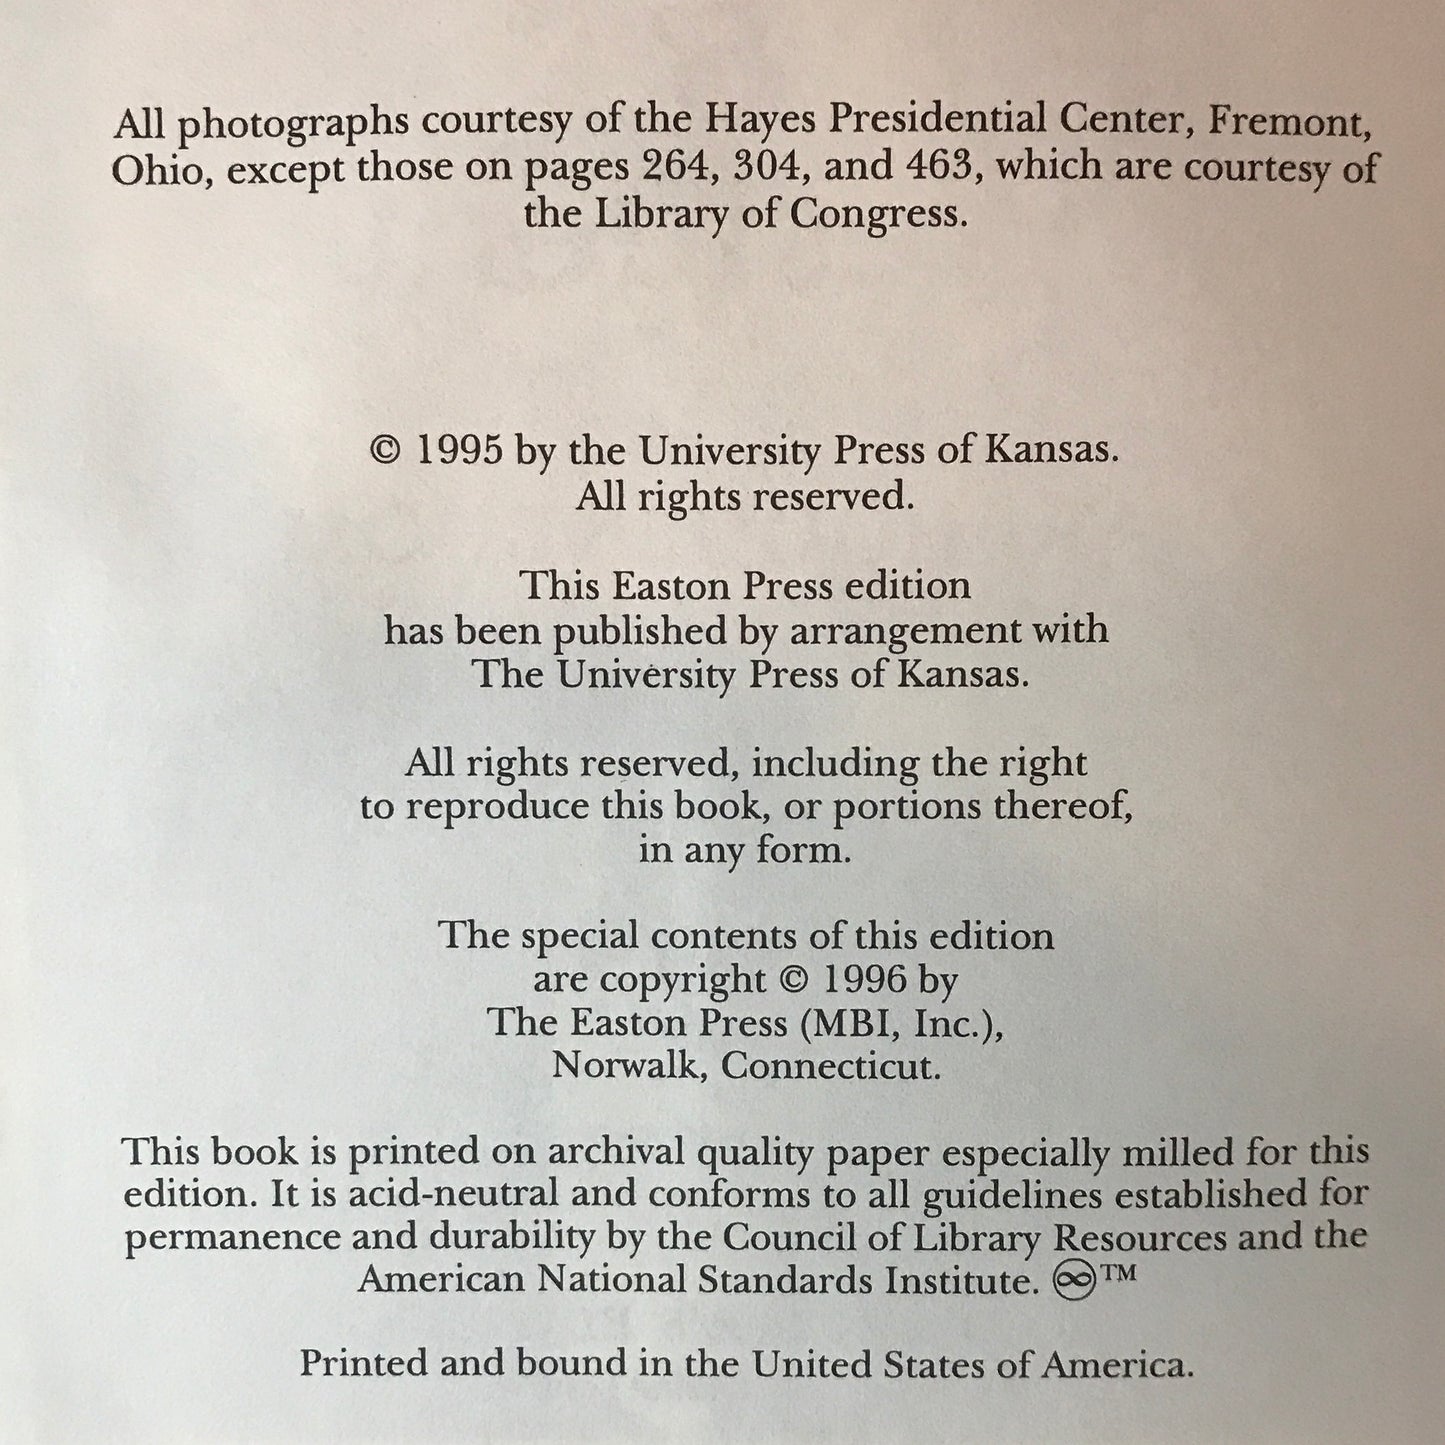 All photographs courtesy of the Hayes Presidential Center, Fremont,
Ohio, except those on pages 264, 304, and 463, which are courtesy of
the Library of Congress.
© 1995 by the University Press of Kansas.
All rights reserved.
This Easton Press edition
has been published by arrangement with
The University Press of Kansas.
All rights reserved, including the right
to reproduce this book, or portions thereof,
in any form.
The special contents of this edition
are copyright © 1996 by
The Easton Press (MBI, Inc.),
Norwalk, Connecticut.
This book is printed on archival quality paper especially milled for this
edition. It is acid-neutral and conforms to all guidelines established for
permanence and durability by the Council of Library Resources and the
American National Standards Institute. ♾™
Printed and bound in the United States of America.